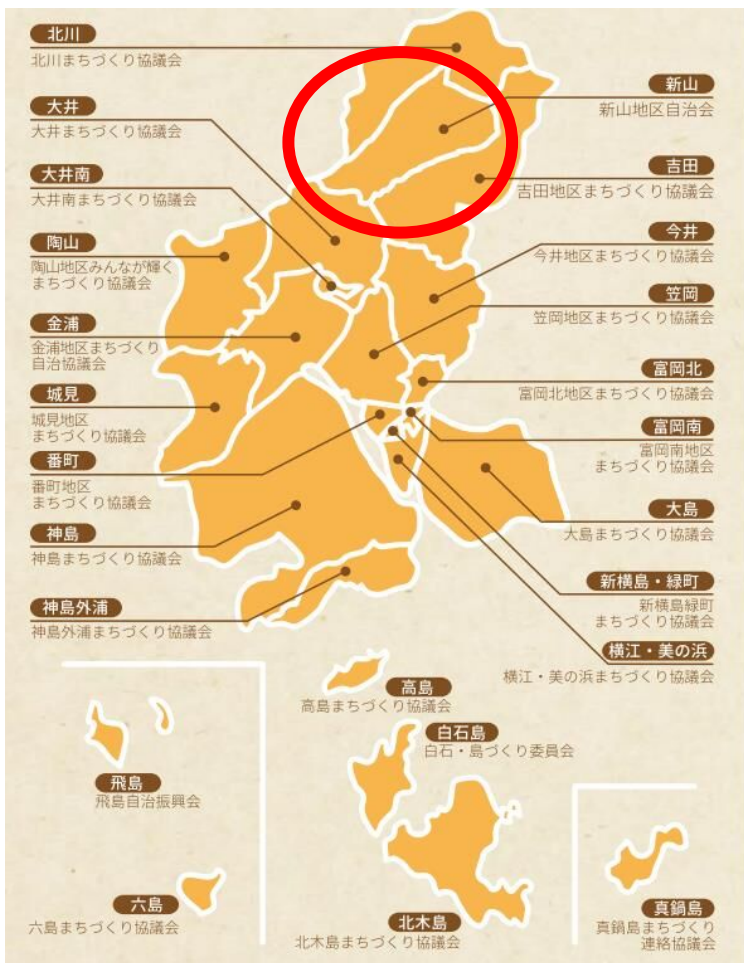 北川
北川まちづくり協議会
大井
大井まちづくり協議会
大井南
大井南まちづくり協議会
陶山
陶山地区みんなが輝く
まちづくり協議会
金浦
金浦地区まちづくり
自治協議会
城見
城見地区
まちづくり協議会
番町
番町地区
まちづくり協議会
神島
神島まちづくり協議会
神島外浦
神島外浦まちづくり協議会
新山
新山地区自治会
吉田
吉田地区まちづくり協議会
今井
今井地区まちづくり協議会
笠岡
笠岡地区まちづくり協議会
富岡北
富岡北地区まちづくり協議会
富岡南
富岡南地区
まちづくり協議会
大島
大島まちづくり協議会
新横島・緑町
新横島緑町
まちづくり協議会
横江・美の浜
横江・美の浜まちづくり協議会
高島
高島まちづくり協議会
白石島
白石・島づくり委員会
飛島
飛島自治振興会
六島
六島まちづくり協議会
北木島
北木島まちづくり協議会
真鍋島
真鍋島まちづくり
連絡協議会